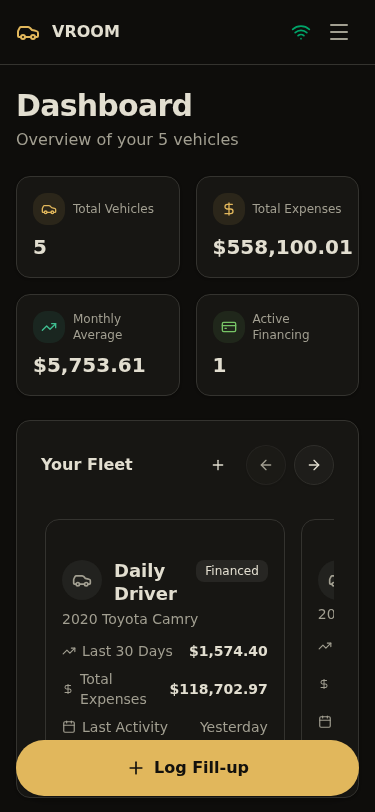 VROOM
Dashboard
Overview of your 5 vehicles
Total Vehicles
5
Total Expenses
$558,100.01
Monthly
Average
$5,753.61
Active
Financing
1
Your Fleet
Daily
Driver
Financed
2020 Toyota Camry
20
Last 30 Days $1,574.40
Total
Expenses
$118,702.97
Last Activity Yesterday
Log Fill-up